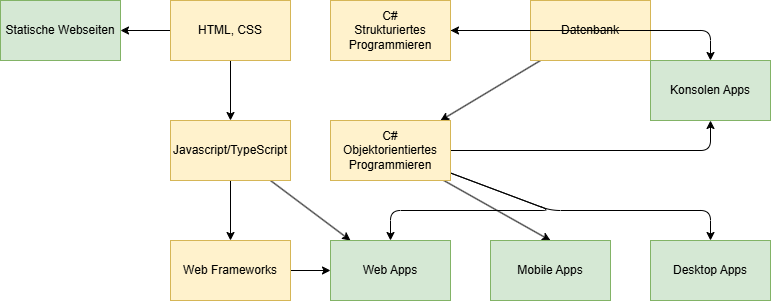 Statische Webseiten
HTML, CSS
C#
Strukturiertes
Programmieren
Datenbank
Konsolen Apps
Javascript/TypeScript
C#
Objektorientiertes
Programmieren
Web Frameworks
Web Apps
Mobile Apps
Desktop Apps